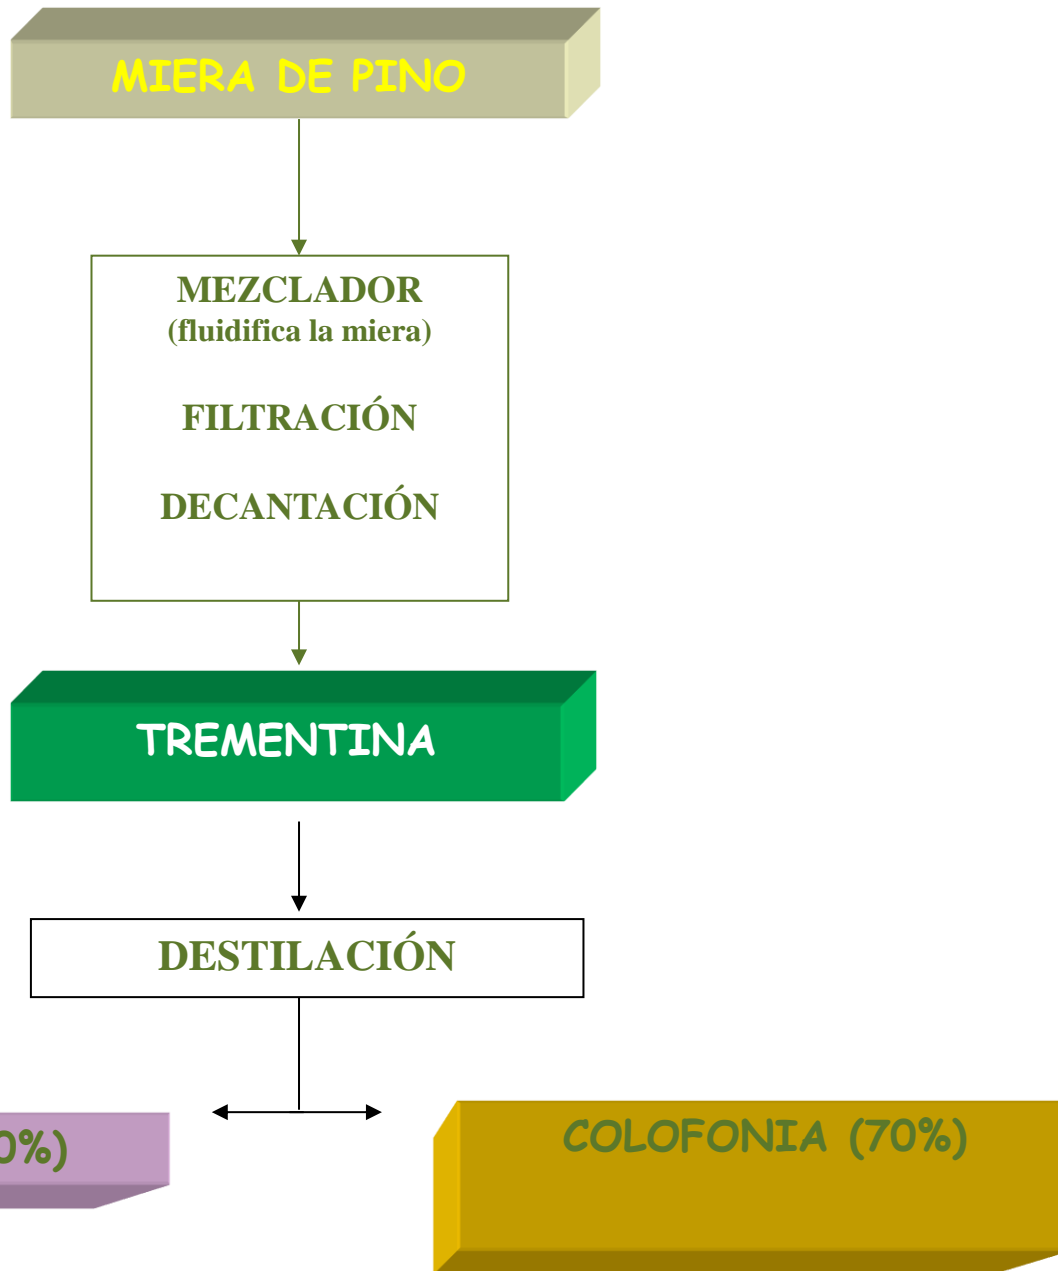 MIERA DE PINO
MEZCLADOR
(fluidifica la miera)
FILTRACIÓN
DECANTACIÓN
TREMENTINA
DESTILACIÓN
0%)
COLOFONIA (70%)